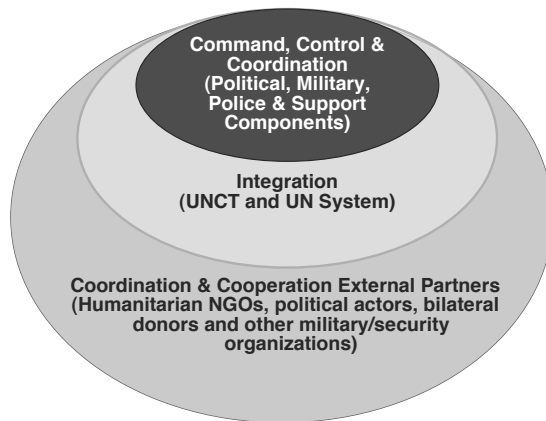 Command, Control &
Coordination
(Political, Military,
Police & Support
Components)
Integration
(UNCT and UN System)
Coordination & Cooperation External Partners
(Humanitarian NGOs, political actors, bilateral
donors and other military/security
organizations)